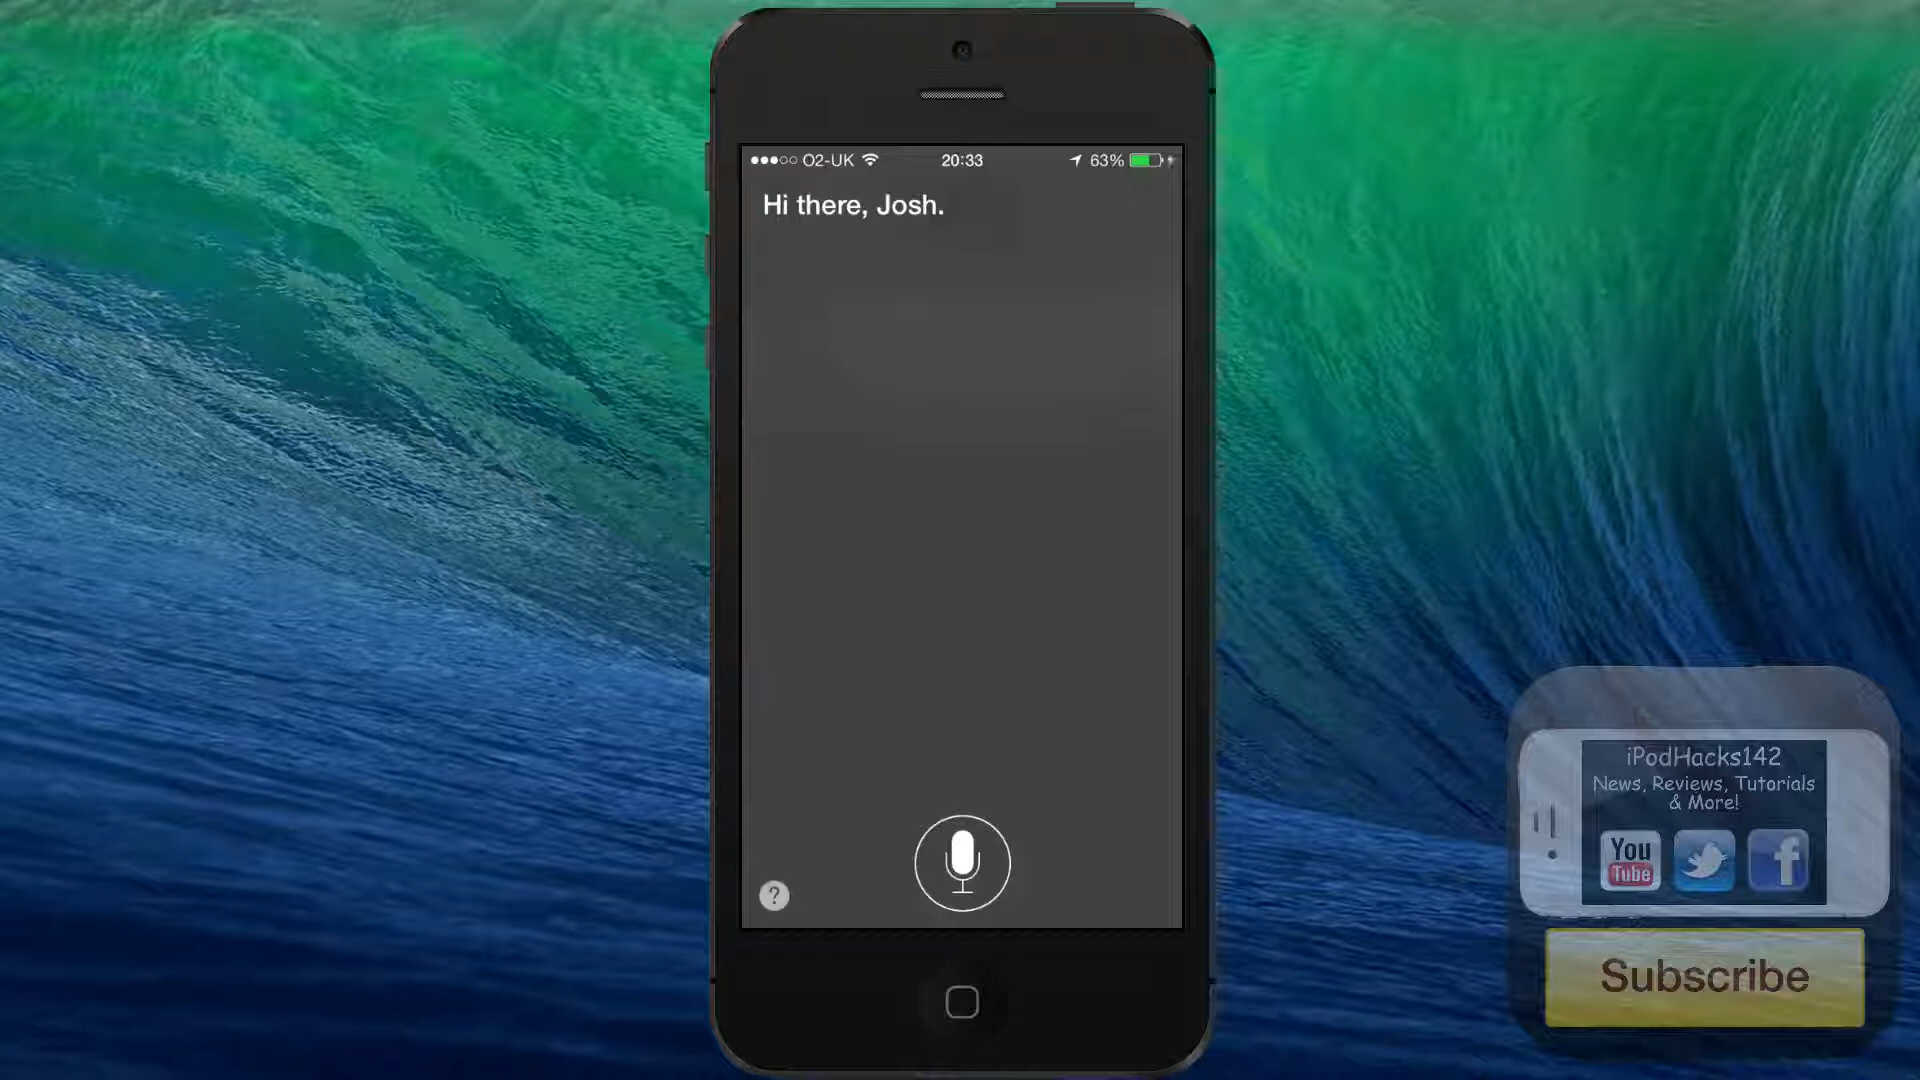 O2-UK 20:33 63%
Hi there, Josh.
?
iPodHacks142
News, Reviews, Tutorials
& More!
You
Tube
Subscribe